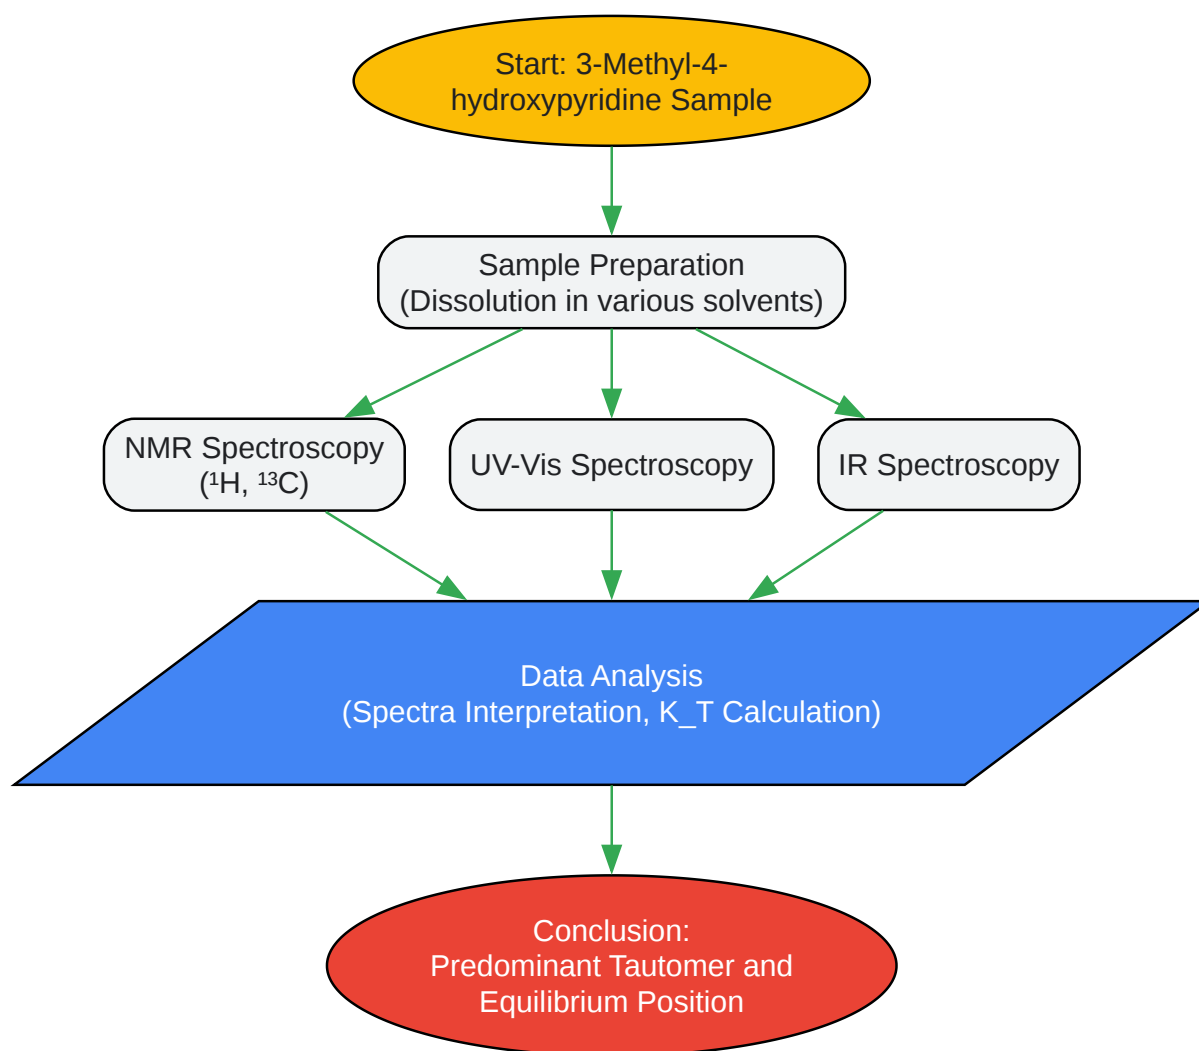 Start: 3-Methyl-4-
hydroxypyridine Sample
Sample Preparation
(Dissolution in various solvents)
NMR Spectroscopy
(¹H, ¹³C)
UV-Vis Spectroscopy
IR Spectroscopy
Data Analysis
(Spectra Interpretation, K_T Calculation)
Conclusion:
Predominant Tautomer and
Equilibrium Position